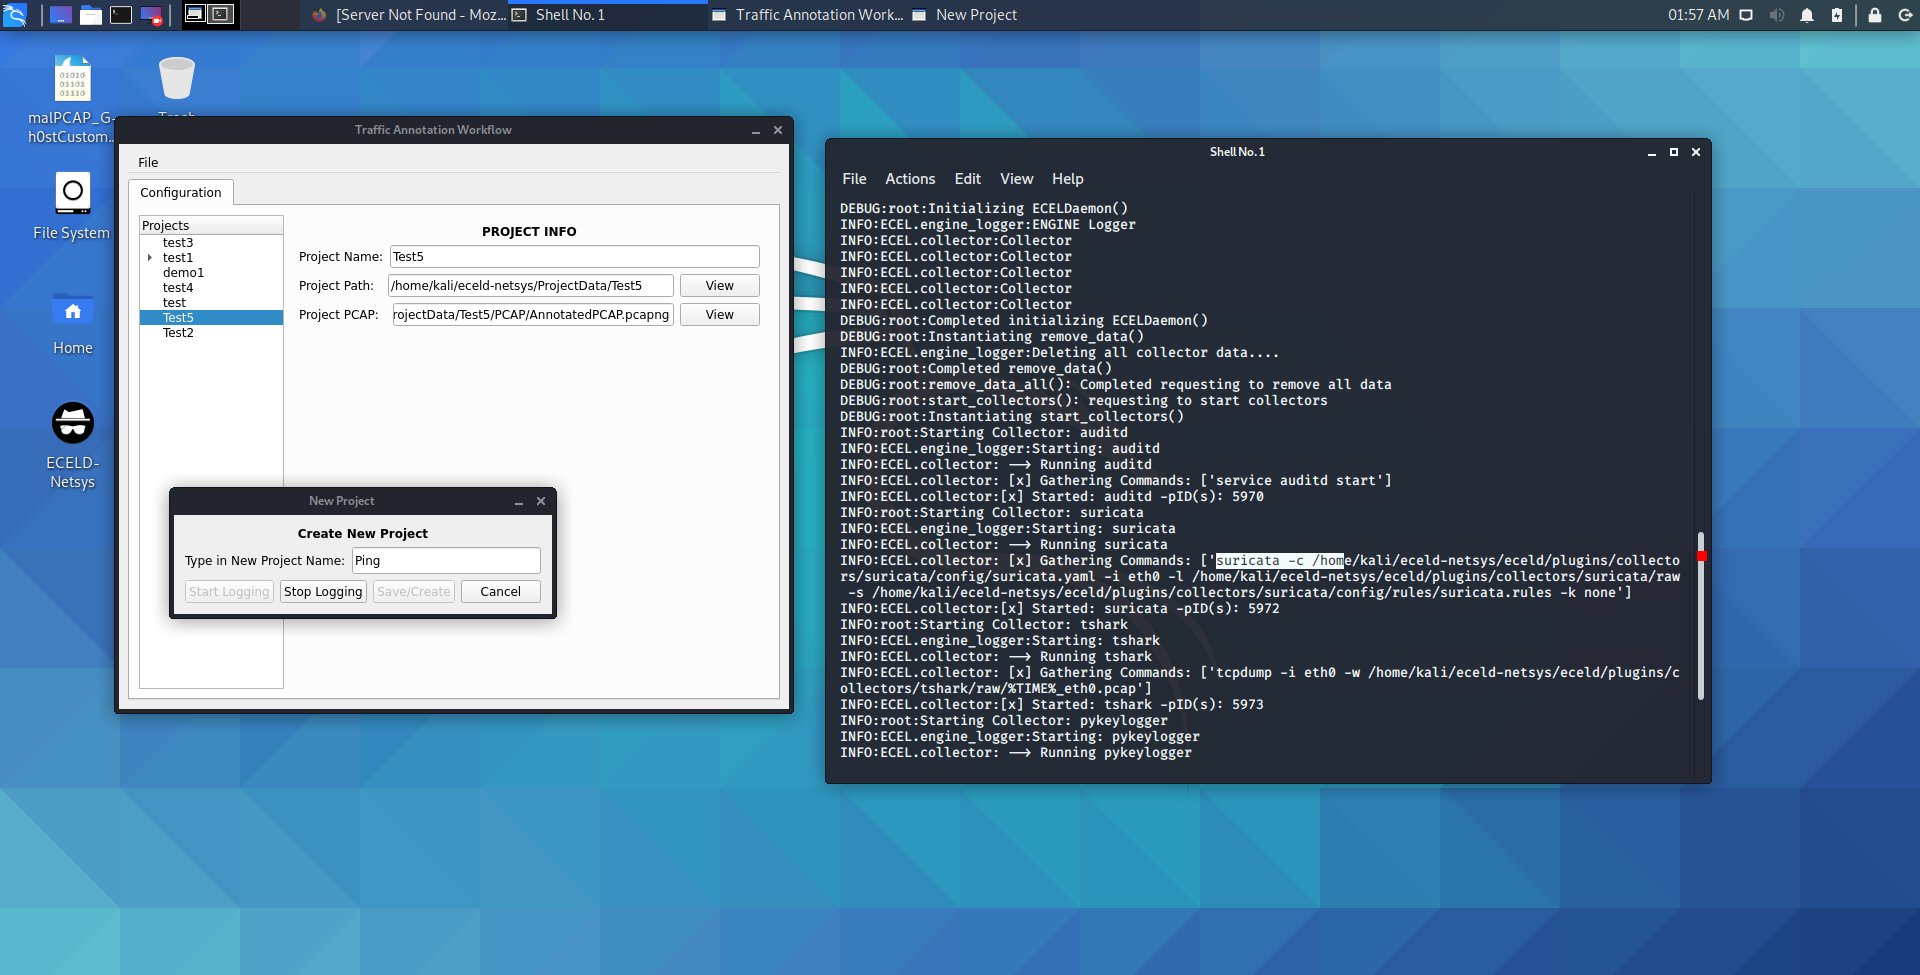 [Server Not Found - Moz...
Shell No. 1
Traffic Annotation Work...
New Project
01:57 AM
01010
01101
01110
malPCAP_G-
h0stCustom...
File System
Home
ECELD-
Netsys
Traffic Annotation Workflow
File
Configuration
Projects
test3
test1
demo1
test4
test
Test5
Test2
PROJECT INFO
Project Name: Test5
Project Path: /home/kali/eceld-netsys/ProjectData/Test5 View
Project PCAP: rojectData/Test5/PCAP/AnnotatedPCAP.pcapng View
New Project
Create New Project
Type in New Project Name: Ping
Start Logging Stop Logging Save/Create Cancel
Shell No. 1
File Actions Edit View Help
DEBUG:root:Initializing ECELDaemon()
INFO:ECEL.engine_logger:ENGINE Logger
INFO:ECEL.collector:Collector
INFO:ECEL.collector:Collector
INFO:ECEL.collector:Collector
INFO:ECEL.collector:Collector
INFO:ECEL.collector:Collector
DEBUG:root:Completed initializing ECELDaemon()
DEBUG:root:Instantiating remove_data()
INFO:ECEL.engine_logger:Deleting all collector data....
DEBUG:root:Completed remove_data()
DEBUG:root:remove_data_all(): Completed requesting to remove all data
DEBUG:root:start_collectors(): requesting to start collectors
DEBUG:root:Instantiating start_collectors()
INFO:root:Starting Collector: auditd
INFO:ECEL.engine_logger:Starting: auditd
INFO:ECEL.collector: --> Running auditd
INFO:ECEL.collector: [x] Gathering Commands: ['service auditd start']
INFO:ECEL.collector:[x] Started: auditd -pID(s): 5970
INFO:root:Starting Collector: suricata
INFO:ECEL.engine_logger:Starting: suricata
INFO:ECEL.collector: --> Running suricata
INFO:ECEL.collector: [x] Gathering Commands: ['suricata -c /home/kali/eceld-netsys/eceld/plugins/collecto
rs/suricata/config/suricata.yaml -i eth0 -l /home/kali/eceld-netsys/eceld/plugins/collectors/suricata/raw
-s /home/kali/eceld-netsys/eceld/plugins/collectors/suricata/config/rules/suricata.rules -k none']
INFO:ECEL.collector:[x] Started: suricata -pID(s): 5972
INFO:root:Starting Collector: tshark
INFO:ECEL.engine_logger:Starting: tshark
INFO:ECEL.collector: --> Running tshark
INFO:ECEL.collector: [x] Gathering Commands: ['tcpdump -i eth0 -w /home/kali/eceld-netsys/eceld/plugins/c
ollectors/tshark/raw/%TIME%_eth0.pcap']
INFO:ECEL.collector:[x] Started: tshark -pID(s): 5973
INFO:root:Starting Collector: pykeylogger
INFO:ECEL.engine_logger:Starting: pykeylogger
INFO:ECEL.collector: --> Running pykeylogger